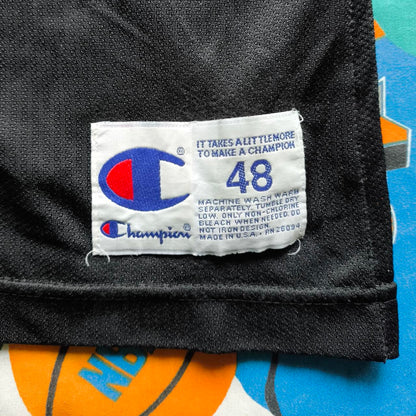 IT TAKES A LITTLE MORE
TO MAKE A CHAMPION
®
48
MACHINE WASH WARM
SEPARATELY. TUMBLE DRY
LOW. ONLY NON-CHLORINE
BLEACH WHEN NEEDED. DO
NOT IRON DESIGN.
MADE IN U.S.A. RN 26094
Champion
NB